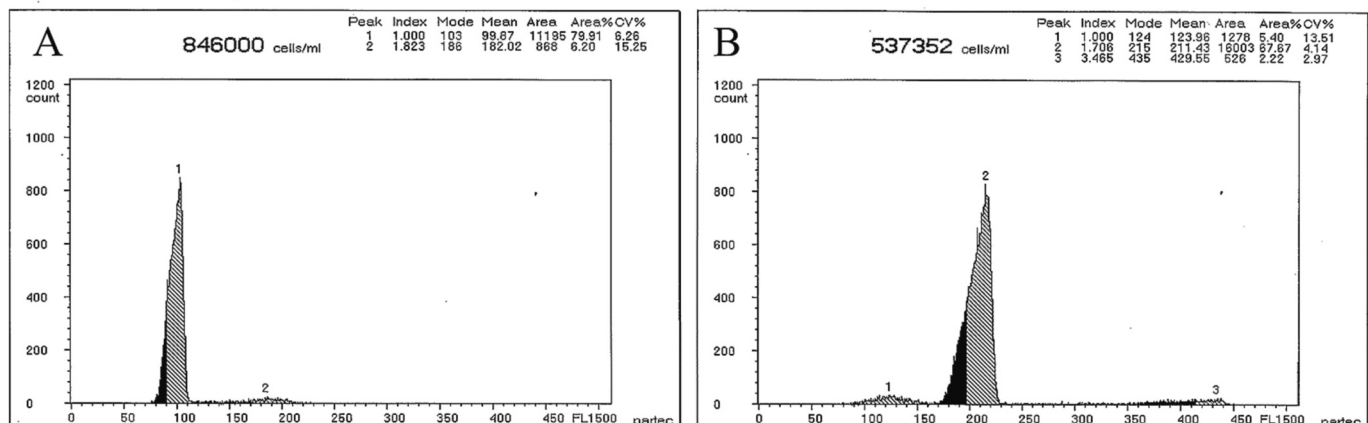 A
846000 cells/ml
Peak Index Mode Mean Area Area% CV%
1 1.000 103 99.87 11195 79.91 6.26
2 1.823 186 182.02 868 6.20 15.25
1200
count
1000
800
600
400
200
0
1
2
0 50 100 150 200 250 300 350 400 450 FL1 500
partec
B
537352 cells/ml
Peak Index Mode Mean Area Area% CV%
1 1.000 124 123.96 1278 5.40 13.51
2 1.706 215 211.43 16003 67.67 4.14
3 3.465 435 429.55 526 2.22 2.97
1200
count
1000
800
600
400
200
0
1
2
3
0 50 100 150 200 250 300 350 400 450 FL1 500
partec